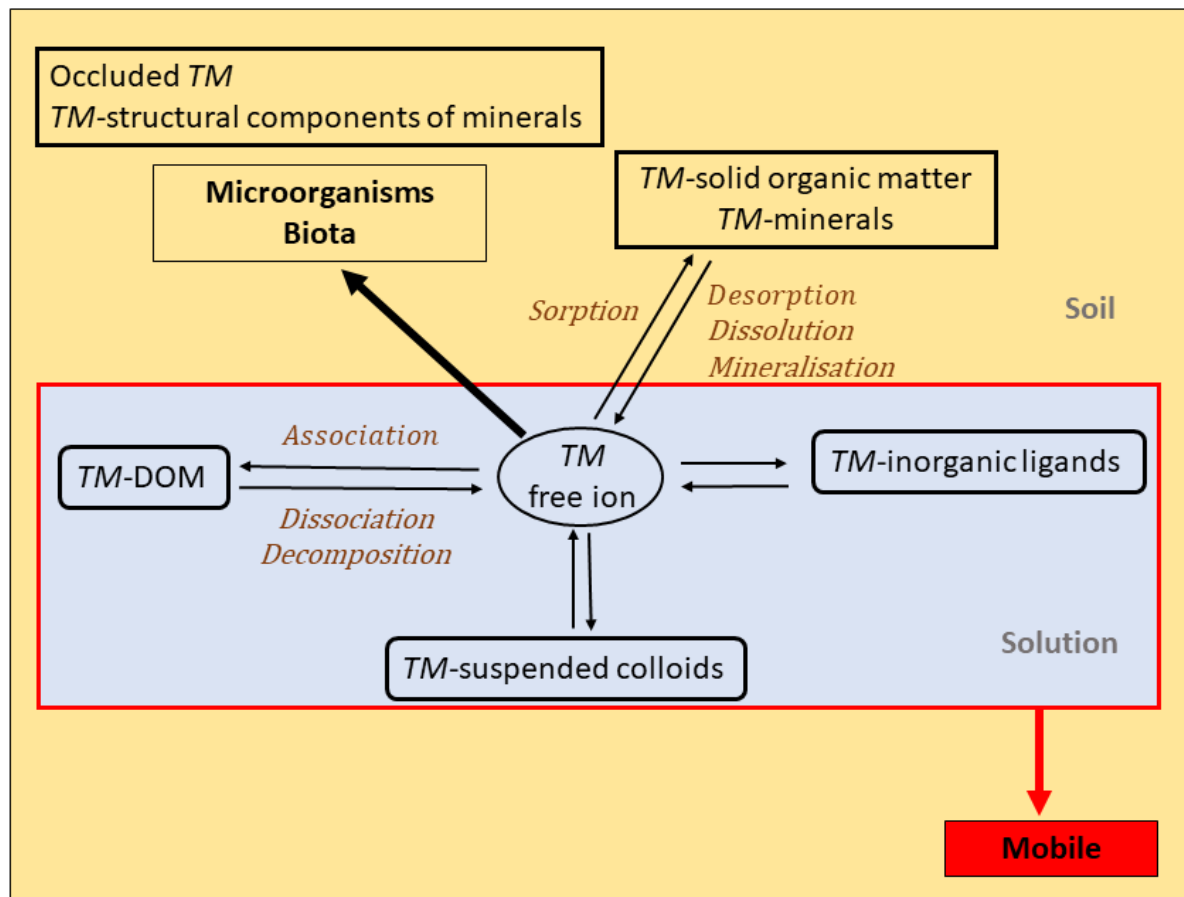 Occluded TM
TM-structural components of minerals
Microorganisms
Biota
TM-solid organic matter
TM-minerals
Sorption
Desorption
Dissolution
Mineralisation
Soil
Association
TM-DOM
Dissociation
Decomposition
TM
free ion
TM-inorganic ligands
TM-suspended colloids
Solution
Mobile